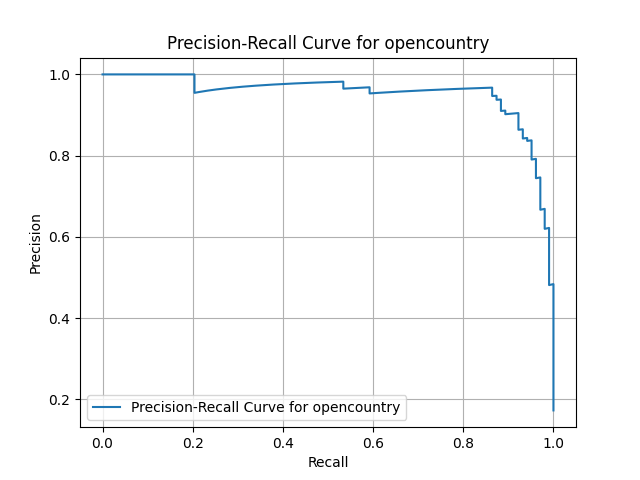 Precision-Recall Curve for opencountry
1.0
0.8
0.6
0.4
0.2
Precision
Precision-Recall Curve for opencountry
0.0 0.2 0.4 0.6 0.8 1.0
Recall